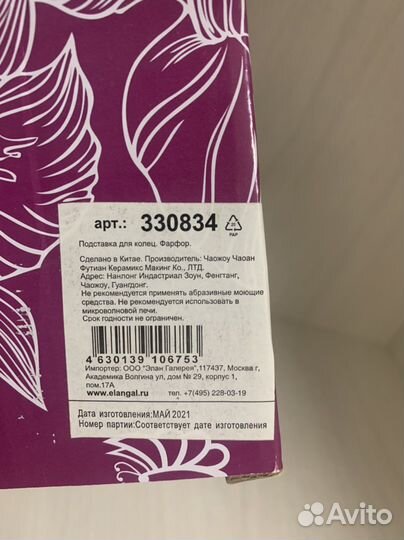 арт.: 330834
20
PAP
Подставка для колец. Фарфор.
Сделано в Китае. Производитель: Чаожоу Чаоан
Футиан Керамикс Макинг Ко., ЛТД.
Адрес: Нанлонг Индастриал Зоун, Фенгтанг,
Чаожоу, Гуангдонг.
Не рекомендуется применять абразивные моющие
средства. Не рекомендуется использовать в
микроволновой печи.
Срок годности не ограничен.
4 630139 106753
Импортер: ООО "Элан Галерея",117437, Москва г,
Академика Волгина ул, дом № 29, корпус 1,
пом.17А
www.elangal.ru тел.+7(495) 228-03-19
Дата изготовления:МАЙ 2021
Номер партии:Соответствует дате изготовления
Avito